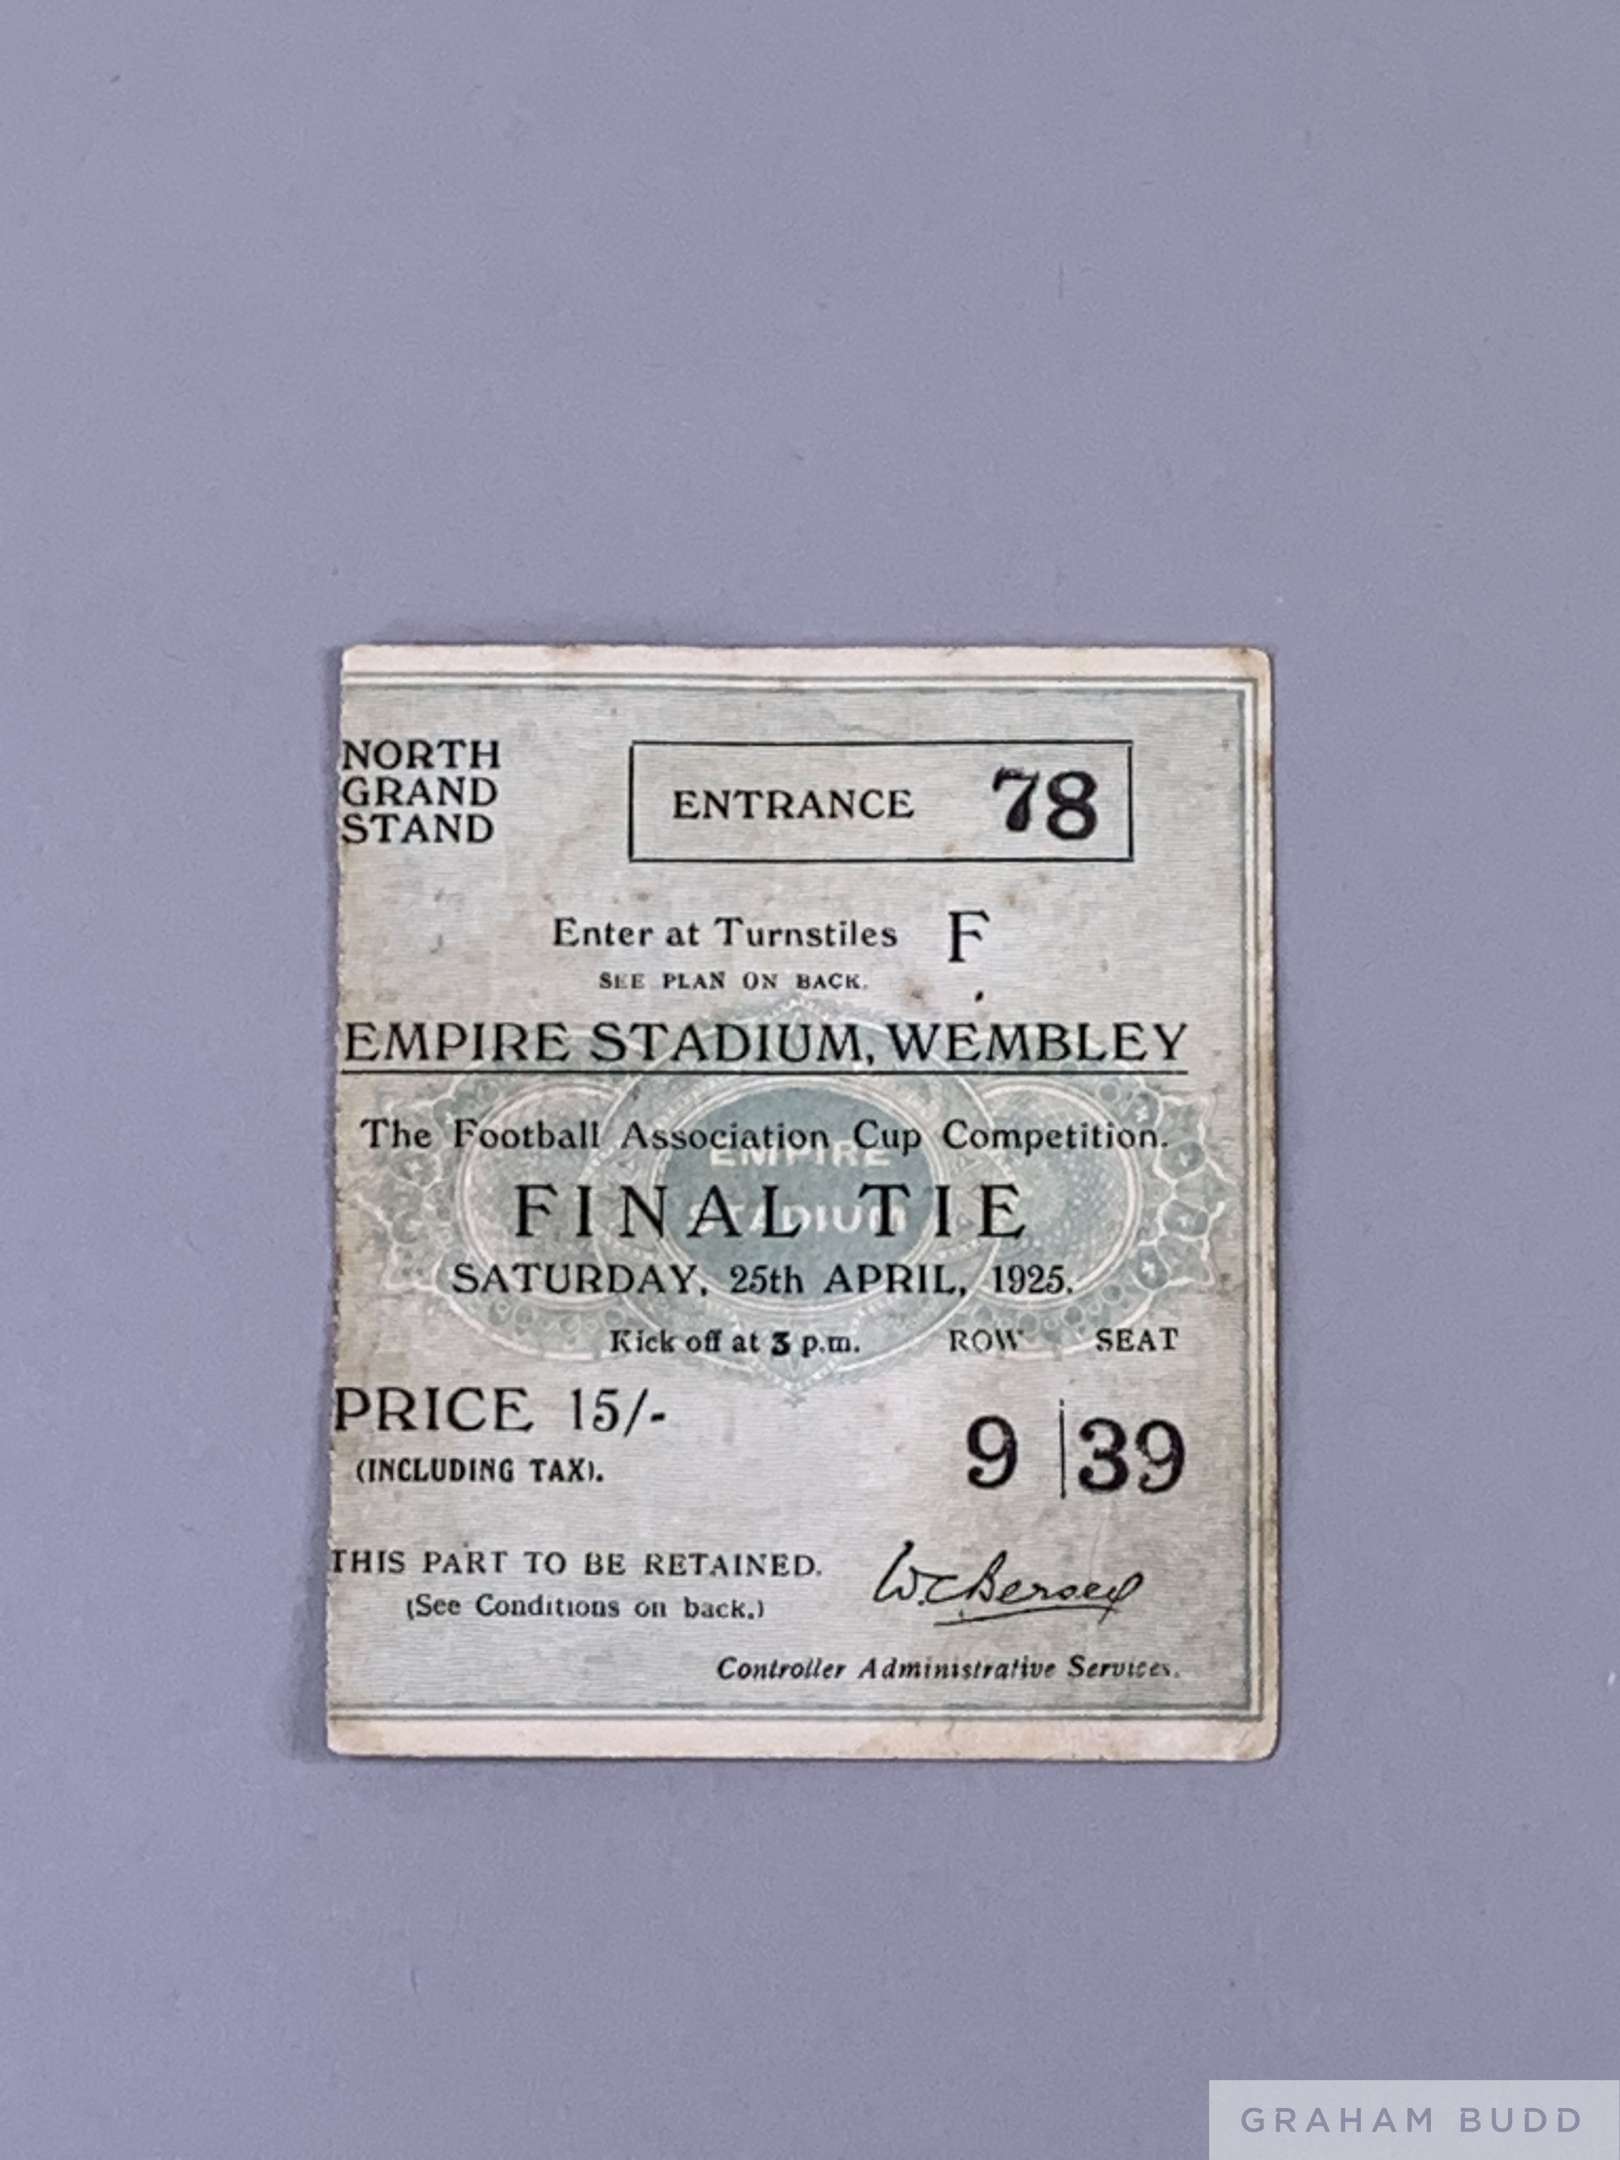 NORTH
GRAND
STAND
ENTRANCE 78
Enter at Turnstiles F
SEE PLAN ON BACK.
EMPIRE STADIUM, WEMBLEY
The Football Association Cup Competition.
EMPIRE
STADIUM
FINAL TIE
SATURDAY, 25th APRIL, 1925.
Kick off at 3 p.m. ROW SEAT
PRICE 15/- 9 39
(INCLUDING TAX).
THIS PART TO BE RETAINED. W.C. Bersey
(See Conditions on back.)
Controller Administrative Services.
GRAHAM BUDD